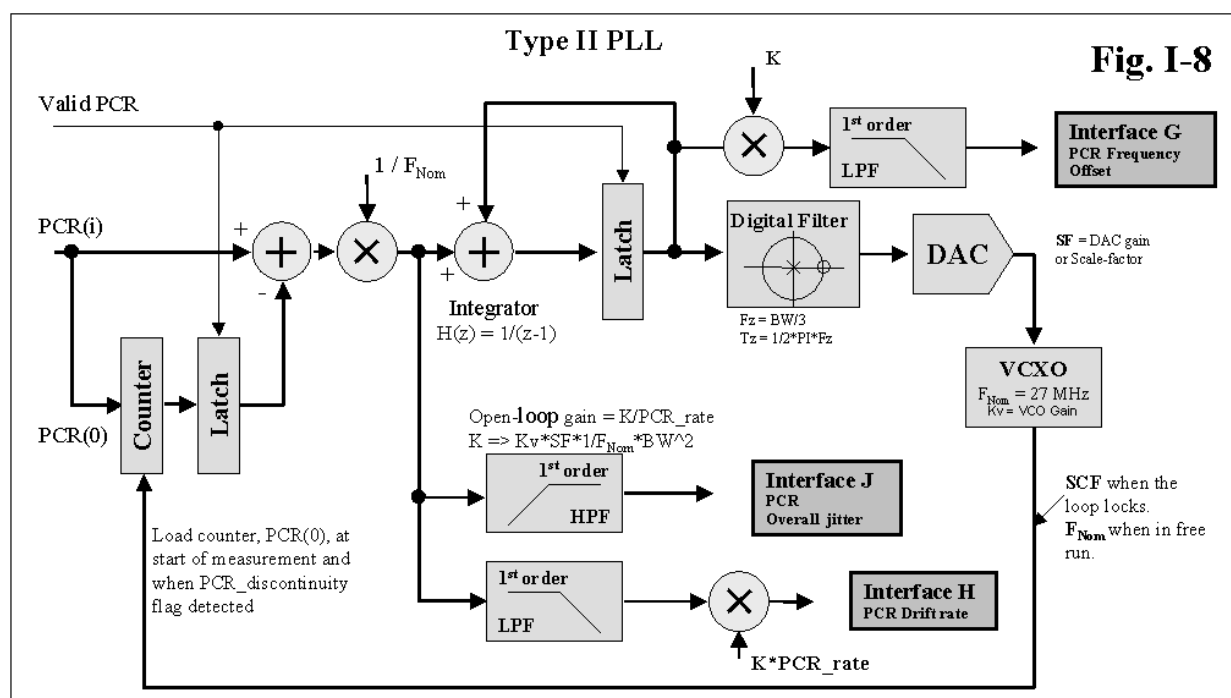 Type II PLL
Fig. I-8
K
Valid PCR
1st order
LPF
Interface G
PCR Frequency
Offset
1 / FNom
PCR(i)
+
+
-
+
+
Latch
Digital Filter
DAC
SF = DAC gain
or Scale-factor
Integrator
H(z) = 1/(z-1)
Fz = BW/3
Tz = 1/2*PI*Fz
VCXO
FNom = 27 MHz
Kv = VCO Gain
Counter
Latch
PCR(0)
Open-loop gain = K/PCR_rate
K => Kv*SF*1/FNom*BW^2
1st order
HPF
Interface J
PCR
Overall jitter
SCF when the
loop locks.
FNom when in free
run.
Load counter, PCR(0), at
start of measurement and
when PCR_discontinuity
flag detected
1st order
LPF
Interface H
PCR Drift rate
K*PCR_rate